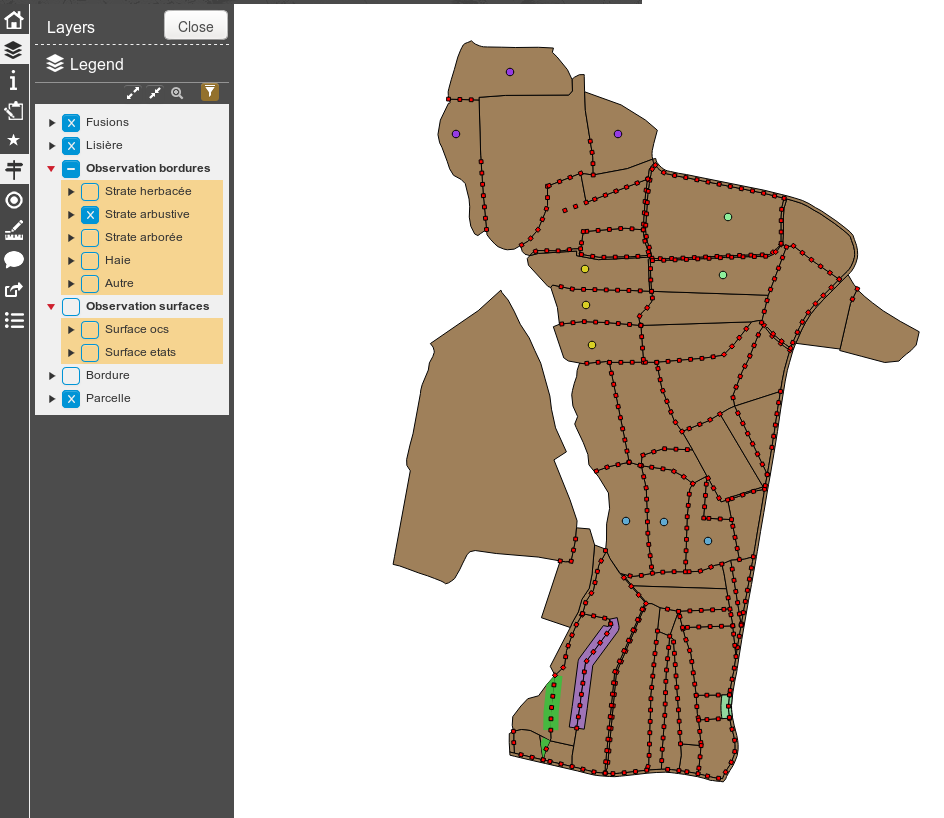 Layers
Close
Legend
Fusions
Lisière
Observation bordures
Strate herbacée
Strate arbustive
Strate arborée
Haie
Autre
Observation surfaces
Surface ocs
Surface etats
Bordure
Parcelle